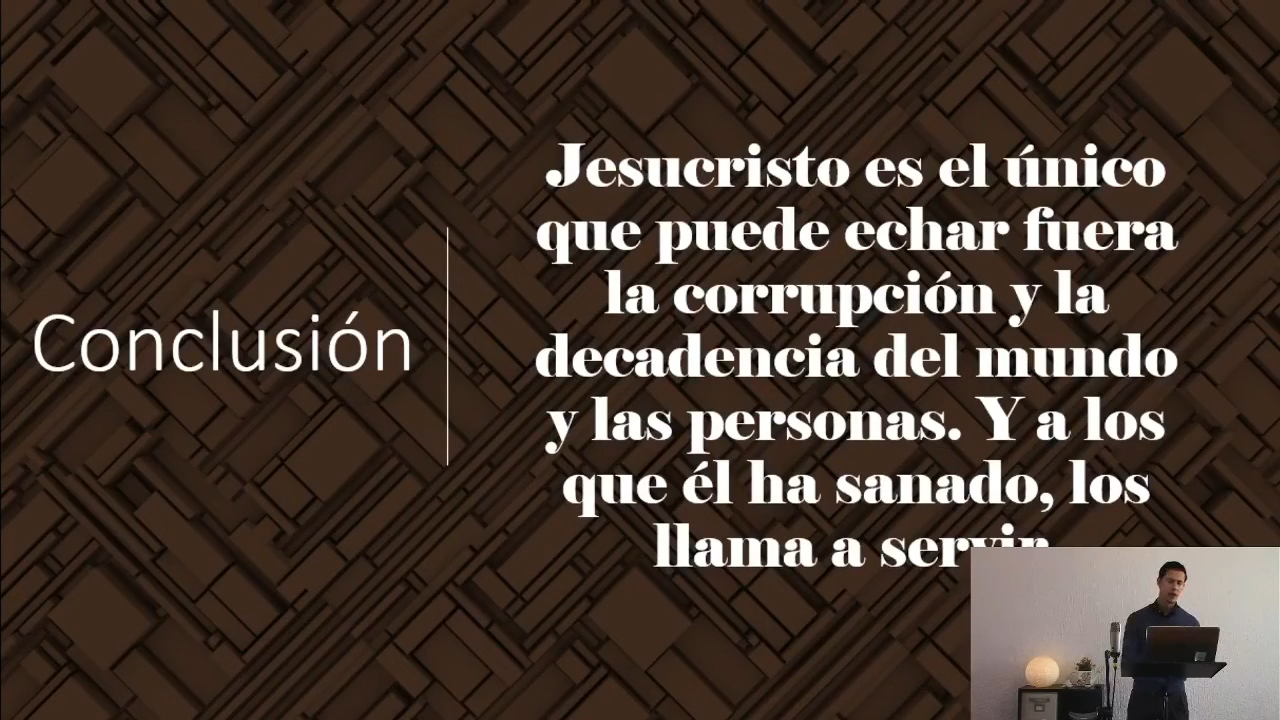 Conclusión
Jesucristo es el único
que puede echar fuera
la corrupción y la
decadencia del mundo
y las personas. Y a los
que él ha sanado, los
llama a servir